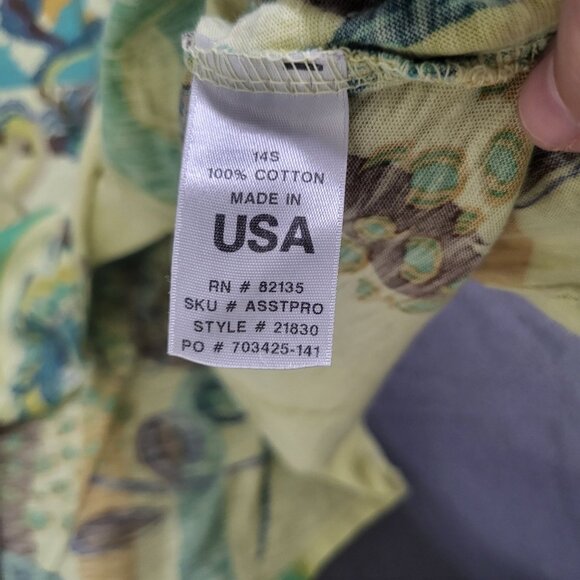 14S
100% COTTON
MADE IN
USA
RN # 82135
SKU # ASSTPRO
STYLE # 21830
PO # 703425-141